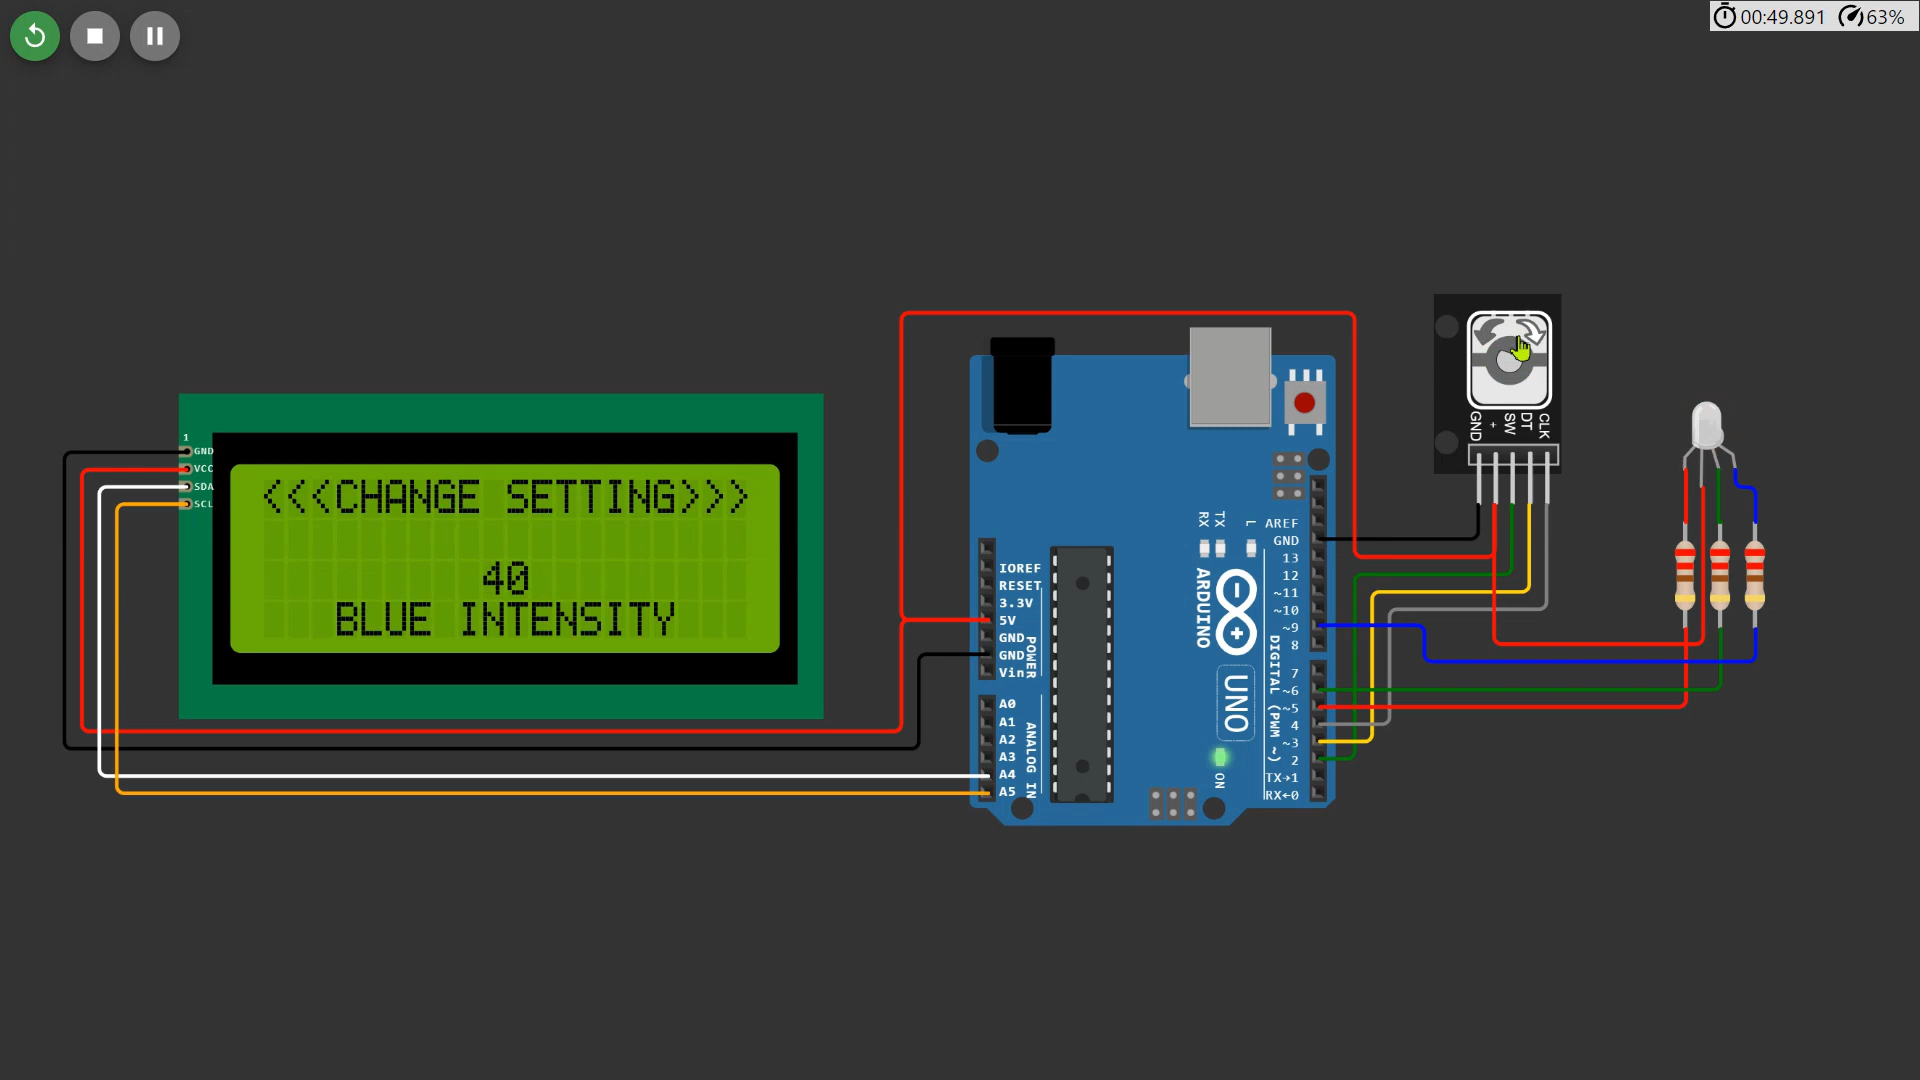 00:49.891 63%
1
GND
VCC
SDA
SCL
<<<CHANGE SETTING>>>
40
BLUE INTENSITY
IOREF
RESET
3.3V
5V
GND
GND
Vin
POWER
A0
A1
A2
A3
A4
A5
ANALOG IN
RX
TX
L
ARDUINO
UNO
ON
AREF
GND
13
12
~11
~10
~9
8
7
~6
~5
4
~3
2
TX→1
RX←0
DIGITAL (PWM ~)
GND
+
SW
DT
CLK